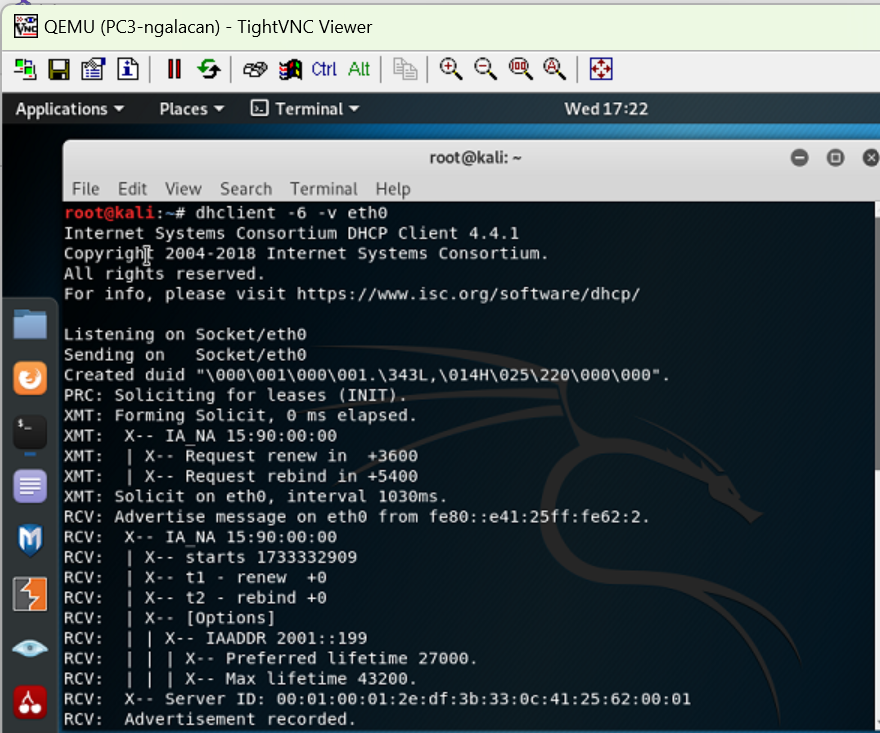 QEMU (PC3-ngalacan) - TightVNC Viewer
Ctrl Alt
Applications Places Terminal Wed 17:22
root@kali: ~
File Edit View Search Terminal Help
root@kali:~# dhclient -6 -v eth0
Internet Systems Consortium DHCP Client 4.4.1
Copyright 2004-2018 Internet Systems Consortium.
All rights reserved.
For info, please visit https://www.isc.org/software/dhcp/
Listening on Socket/eth0
Sending on   Socket/eth0
Created duid "\000\001\000\001.\343L,\014H\025\220\000\000".
PRC: Soliciting for leases (INIT).
XMT: Forming Solicit, 0 ms elapsed.
XMT:  X-- IA_NA 15:90:00:00
XMT:  | X-- Request renew in  +3600
XMT:  | X-- Request rebind in +5400
XMT: Solicit on eth0, interval 1030ms.
RCV: Advertise message on eth0 from fe80::e41:25ff:fe62:2.
RCV:  X-- IA_NA 15:90:00:00
RCV:  | X-- starts 1733332909
RCV:  | X-- t1 - renew  +0
RCV:  | X-- t2 - rebind +0
RCV:  | X-- [Options]
RCV:  | | X-- IAADDR 2001::199
RCV:  | | | X-- Preferred lifetime 27000.
RCV:  | | | X-- Max lifetime 43200.
RCV:  X-- Server ID: 00:01:00:01:2e:df:3b:33:0c:41:25:62:00:01
RCV:  Advertisement recorded.